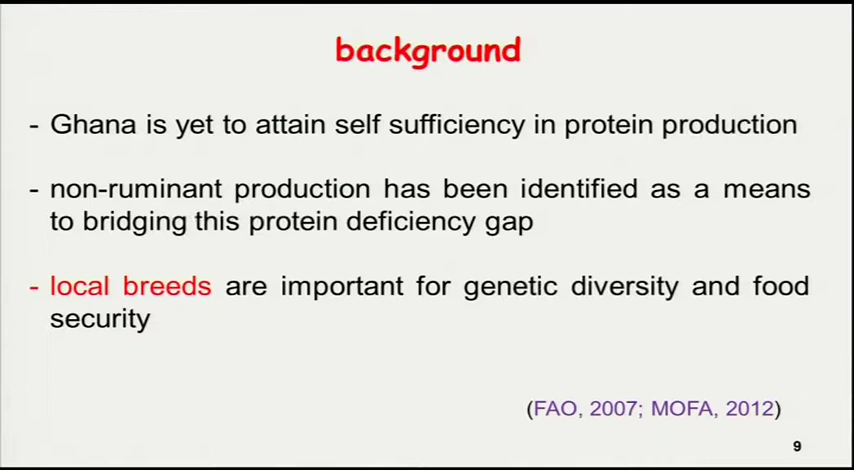 background
- Ghana is yet to attain self sufficiency in protein production
- non-ruminant production has been identified as a means
to bridging this protein deficiency gap
- local breeds are important for genetic diversity and food
security
(FAO, 2007; MOFA, 2012)
9